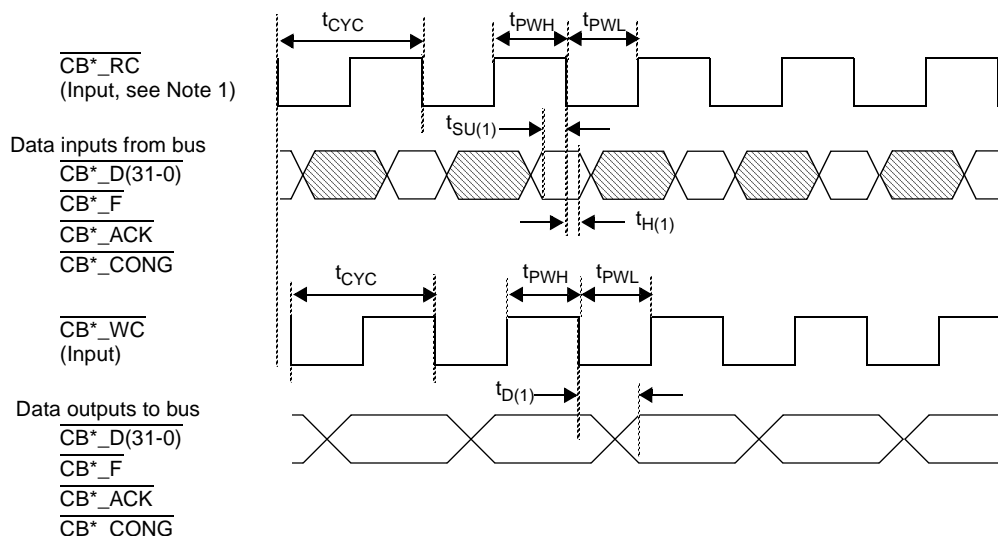 tCYC tPWH tPWL
CB*_RC
(Input, see Note 1)
tSU(1)
Data inputs from bus
CB*_D(31-0)
CB*_F
CB*_ACK
CB*_CONG
tH(1)
tCYC tPWH tPWL
CB*_WC
(Input)
tD(1)
Data outputs to bus
CB*_D(31-0)
CB*_F
CB*_ACK
CB*_CONG